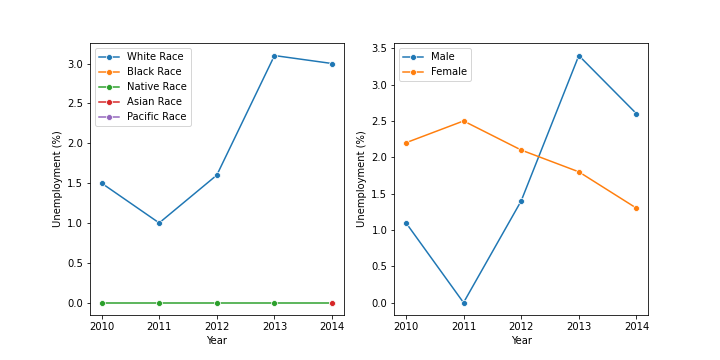 White Race
Black Race
Native Race
Asian Race
Pacific Race
3.0
2.5
2.0
1.5
1.0
0.5
0.0
Unemployment (%)
2010 2011 2012 2013 2014
Year
Male
Female
3.5
3.0
2.5
2.0
1.5
1.0
0.5
0.0
Unemployment (%)
2010 2011 2012 2013 2014
Year